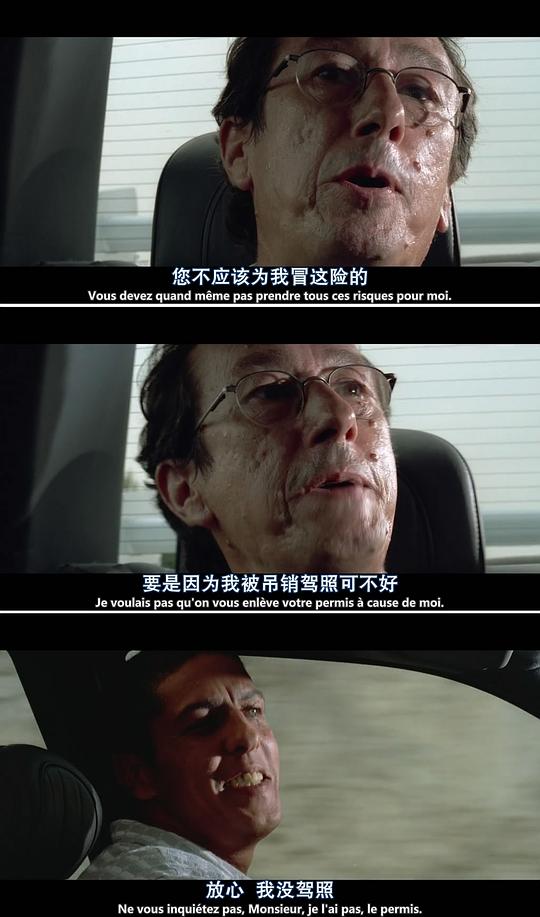 您不应该为我冒这险的
Vous devez quand même pas prendre tous ces risques pour moi.
要是因为我被吊销驾照可不好
Je voulais pas qu'on vous enlève votre permis à cause de moi.
放心 我没驾照
Ne vous inquiétez pas, Monsieur, je l'ai pas, le permis.